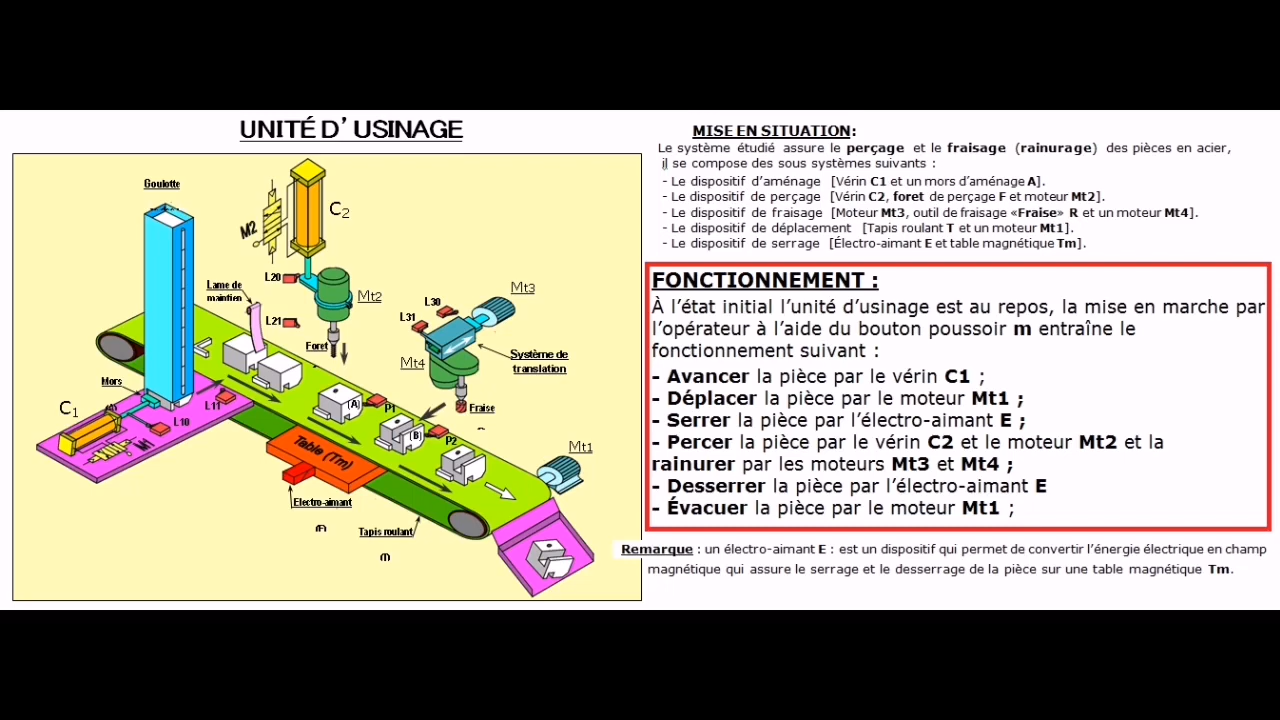 UNITÉ D' USINAGE
Goulotte
M2
C2
L20
Lame de
maintien
Mt2
L21
Foret
L30
Mt3
L31
Mt4
Système de
translation
Mors
C1
(A)
L10
L11
M1
(A)
P1
(B)
P2
Fraise
Mt1
Table (Tm)
Electro-aimant
(E)
Tapis roulant
(T)
MISE EN SITUATION:
Le système étudié assure le perçage et le fraisage (rainurage) des pièces en acier,
il se compose des sous systèmes suivants :
- Le dispositif d'aménage [Vérin C1 et un mors d'aménage A].
- Le dispositif de perçage [Vérin C2, foret de perçage F et moteur Mt2].
- Le dispositif de fraisage [Moteur Mt3, outil de fraisage «Fraise» R et un moteur Mt4].
- Le dispositif de déplacement [Tapis roulant T et un moteur Mt1].
- Le dispositif de serrage [Électro-aimant E et table magnétique Tm].
FONCTIONNEMENT :
À l'état initial l'unité d'usinage est au repos, la mise en marche par
l'opérateur à l'aide du bouton poussoir m entraîne le
fonctionnement suivant :
- Avancer la pièce par le vérin C1 ;
- Déplacer la pièce par le moteur Mt1 ;
- Serrer la pièce par l'électro-aimant E ;
- Percer la pièce par le vérin C2 et le moteur Mt2 et la
rainurer par les moteurs Mt3 et Mt4 ;
- Desserrer la pièce par l'électro-aimant E
- Évacuer la pièce par le moteur Mt1 ;
Remarque : un électro-aimant E : est un dispositif qui permet de convertir l'énergie électrique en champ
magnétique qui assure le serrage et le desserrage de la pièce sur une table magnétique Tm.